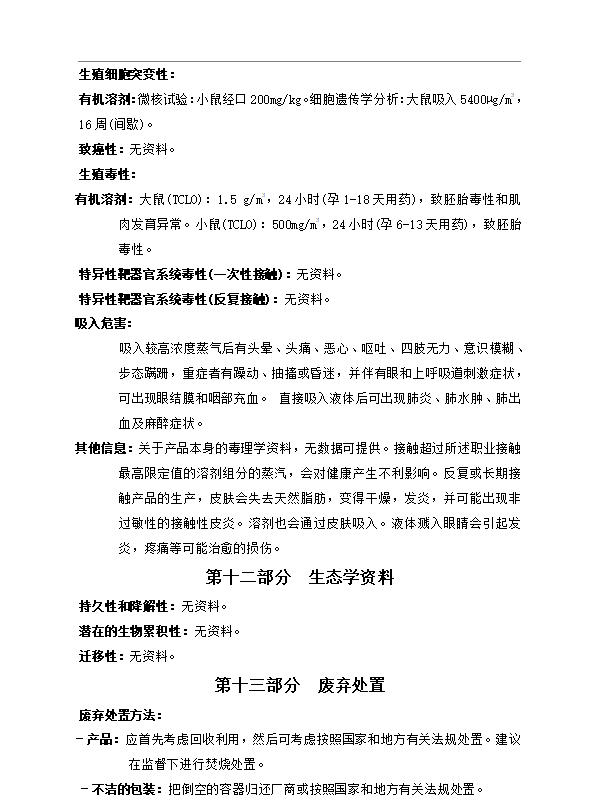 生殖细胞突变性：
有机溶剂：微核试验：小鼠经口 200mg/kg。细胞遗传学分析：大鼠吸入 5400μg/m³，
16 周(间歇)。
致癌性：无资料。
生殖毒性：
有机溶剂：大鼠(TCLO)：1.5 g/m³，24 小时(孕 1-18 天用药)，致胚胎毒性和肌
肉发育异常。小鼠(TCLO)：500mg/m³，24 小时(孕 6-13 天用药)，致胚胎
毒性。
特异性靶器官系统毒性(一次性接触)：无资料。
特异性靶器官系统毒性(反复接触)：无资料。
吸入危害：
吸入较高浓度蒸气后有头晕、头痛、恶心、呕吐、四肢无力、意识模糊、
步态蹒跚，重症者有躁动、抽搐或昏迷，并伴有眼和上呼吸道刺激症状，
可出现眼结膜和咽部充血。 直接吸入液体后可出现肺炎、肺水肿、肺出
血及麻醉症状。
其他信息：关于产品本身的毒理学资料，无数据可提供。接触超过所述职业接触
最高限定值的溶剂组分的蒸汽，会对健康产生不利影响。反复或长期接
触产品的生产，皮肤会失去天然脂肪，变得干燥，发炎，并可能出现非
过敏性的接触性皮炎。溶剂也会通过皮肤吸入。液体溅入眼睛会引起发
炎，疼痛等可能治愈的损伤。
第十二部分 生态学资料
持久性和降解性：无资料。
潜在的生物累积性：无资料。
迁移性：无资料。
第十三部分 废弃处置
废弃处置方法：
－产品：应首先考虑回收利用，然后可考虑按照国家和地方有关法规处置。建议
在监督下进行焚烧处置。
－不洁的包装：把倒空的容器归还厂商或按照国家和地方有关法规处置。